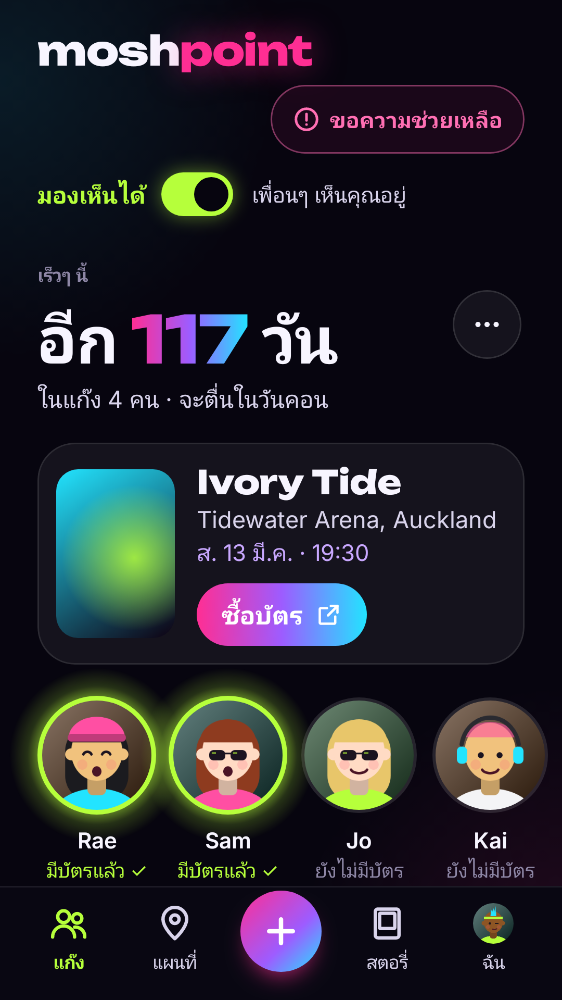 moshpoint
ขอความช่วยเหลือ
มองเห็นได้ เพื่อนๆ เห็นคุณอยู่
เร็วๆ นี้
อีก 117 วัน
ในแก๊ง 4 คน · จะตื่นในวันคอน
Ivory Tide
Tidewater Arena, Auckland
ส. 13 มี.ค. · 19:30
ซื้อบัตร
Rae Sam Jo Kai
มีบัตรแล้ว ✓ มีบัตรแล้ว ✓ ยังไม่มีบัตร ยังไม่มีบัตร
แก๊ง แผนที่ สตอรี่ ฉัน